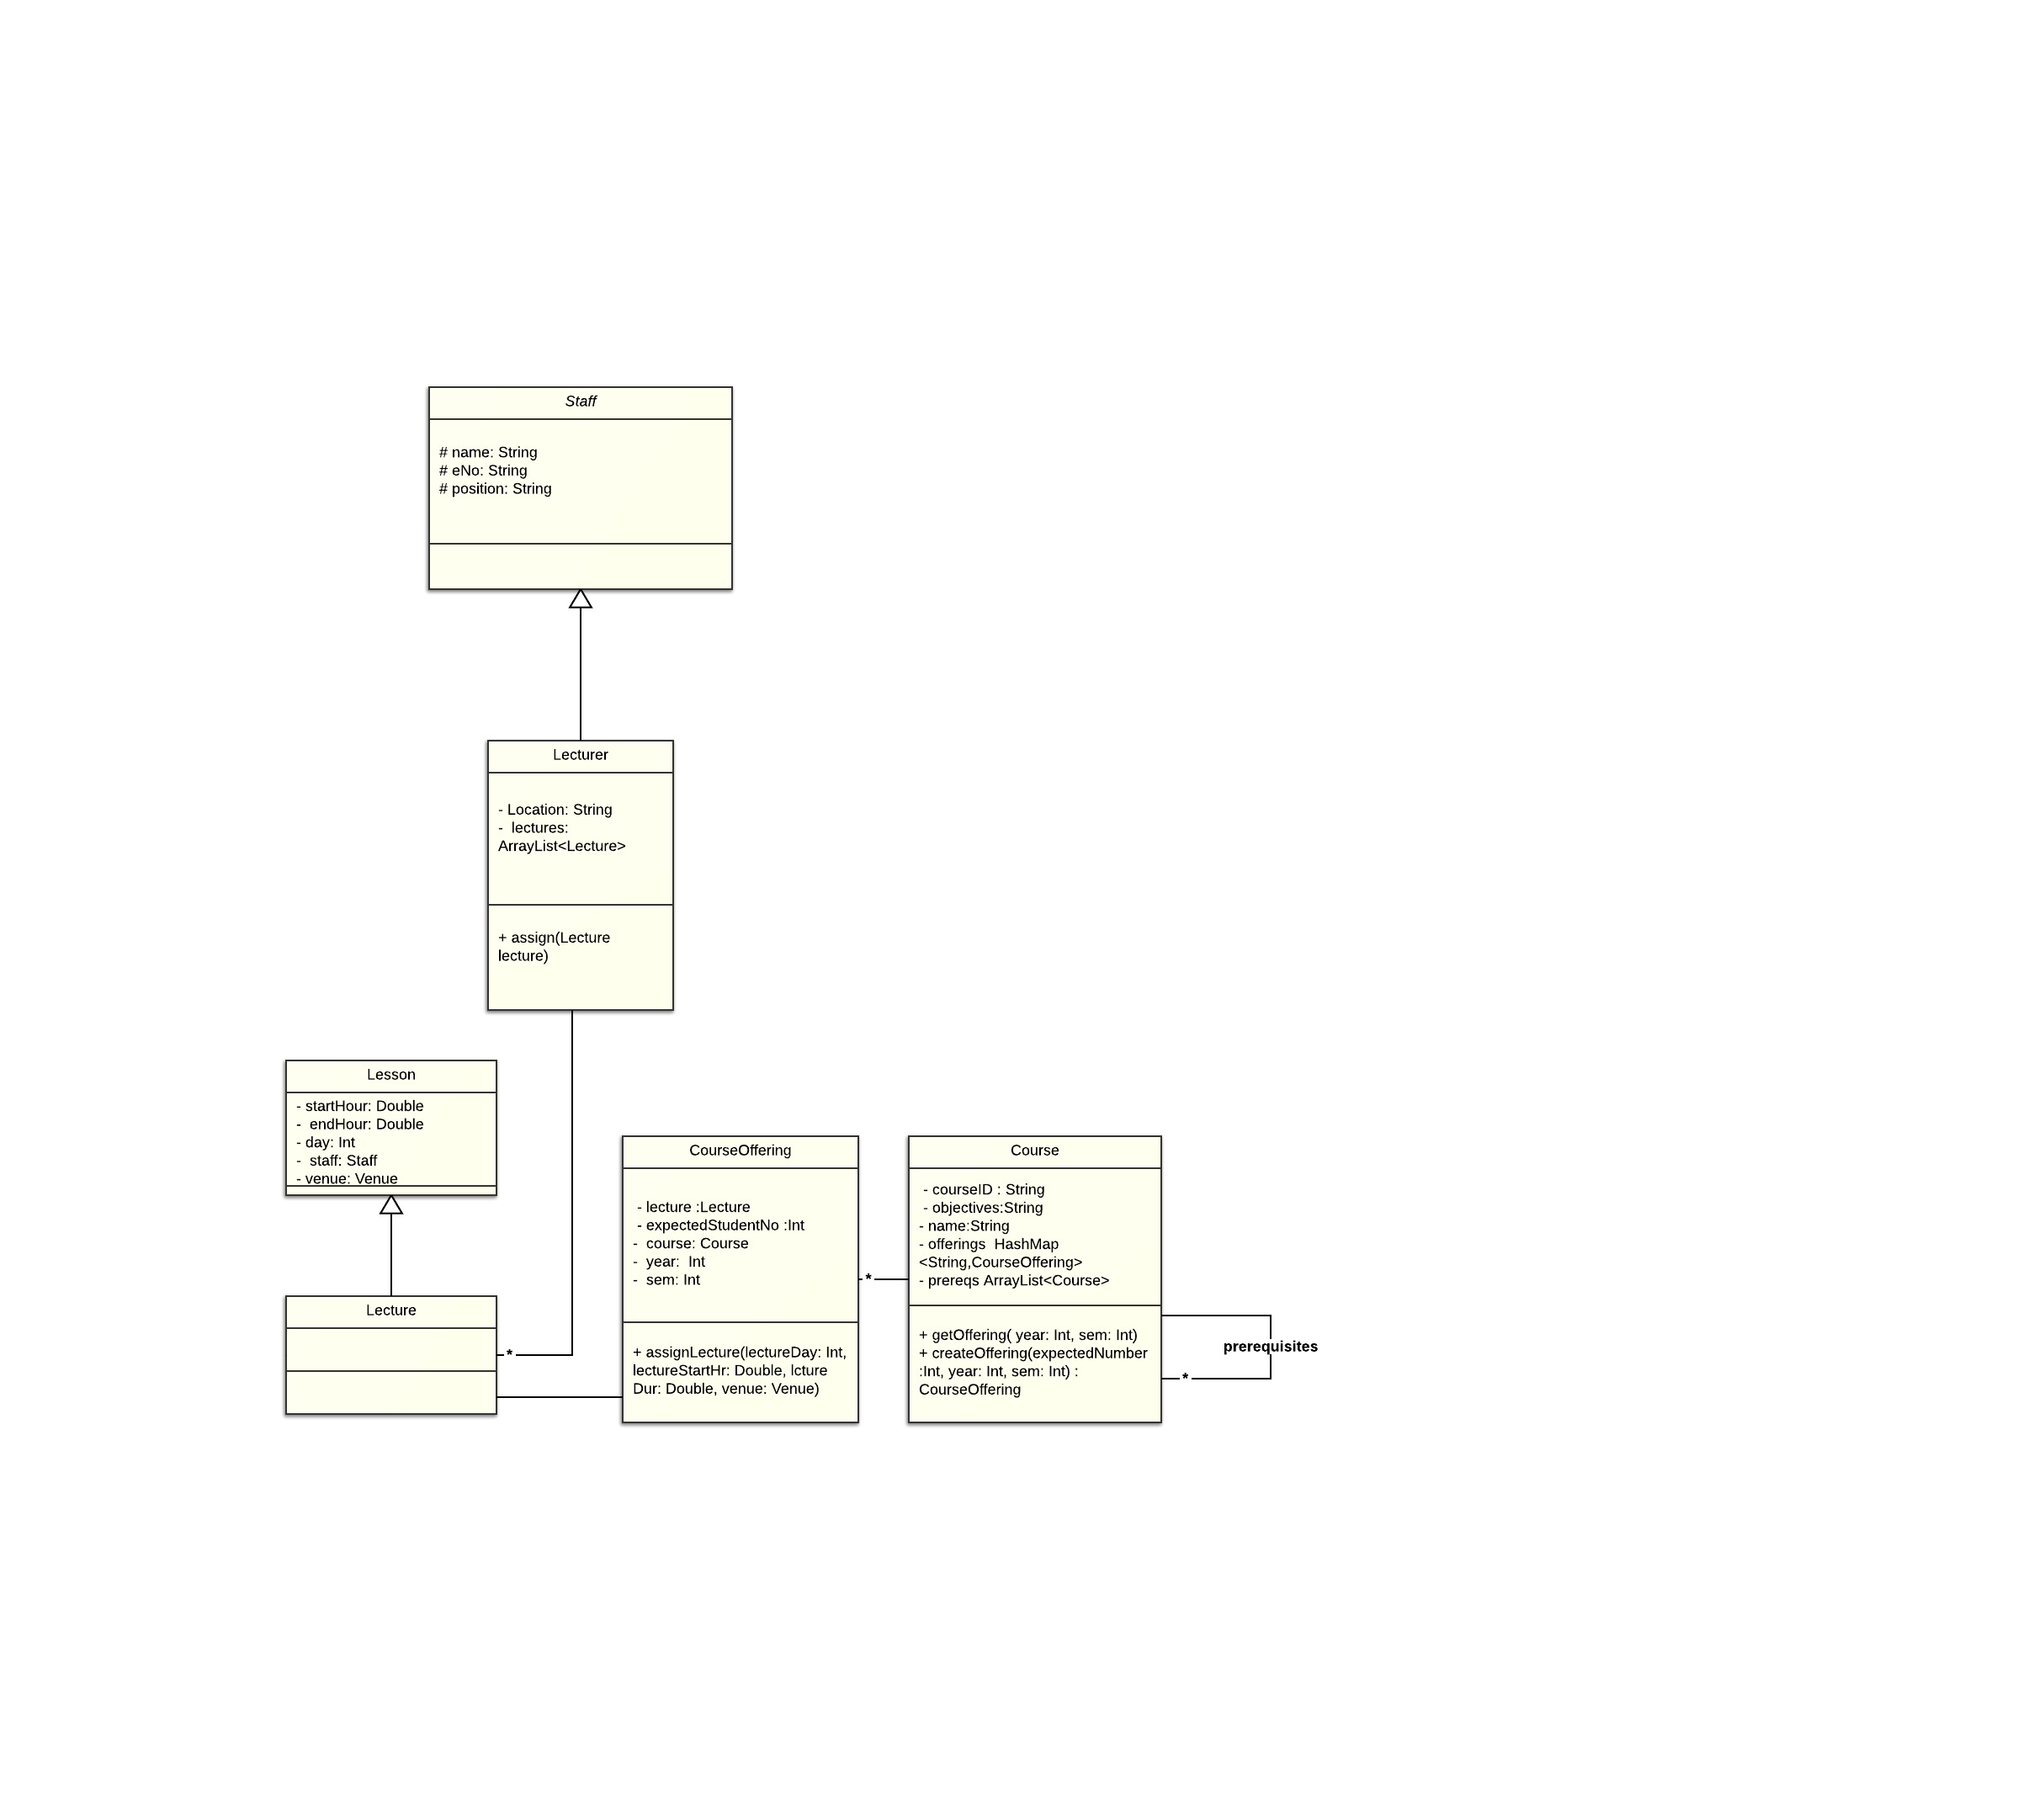 Staff
# name: String
# eNo: String
# position: String
Lecturer
- Location: String
-  lectures:
ArrayList<Lecture>
+ assign(Lecture
lecture)
Lesson
- startHour: Double
-  endHour: Double
- day: Int
-  staff: Staff
- venue: Venue
Lecture
*
CourseOffering
- lecture :Lecture
- expectedStudentNo :Int
-  course: Course
-  year:  Int
-  sem: Int
+ assignLecture(lectureDay: Int,
lectureStartHr: Double, lcture
Dur: Double, venue: Venue)
*
Course
- courseID : String
- objectives:String
- name:String
- offerings  HashMap
<String,CourseOffering>
- prereqs ArrayList<Course>
+ getOffering( year: Int, sem: Int)
+ createOffering(expectedNumber
:Int, year: Int, sem: Int) :
CourseOffering
prerequisites
*